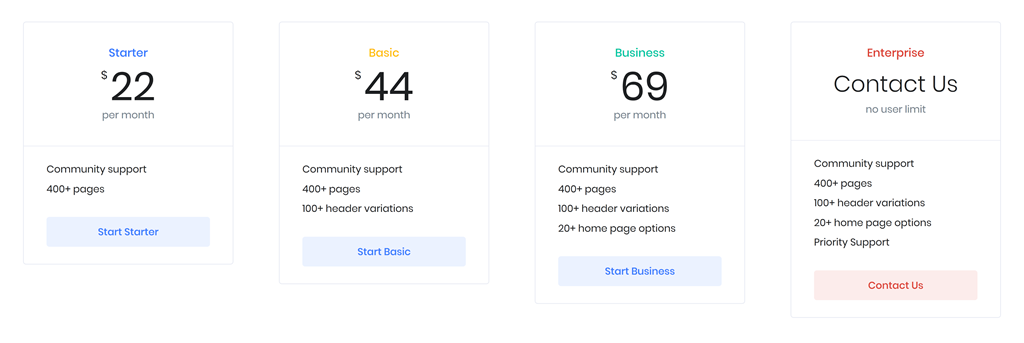 Starter
$ 22
per month
Community support
400+ pages
Start Starter
Basic
$ 44
per month
Community support
400+ pages
100+ header variations
Start Basic
Business
$ 69
per month
Community support
400+ pages
100+ header variations
20+ home page options
Start Business
Enterprise
Contact Us
no user limit
Community support
400+ pages
100+ header variations
20+ home page options
Priority Support
Contact Us